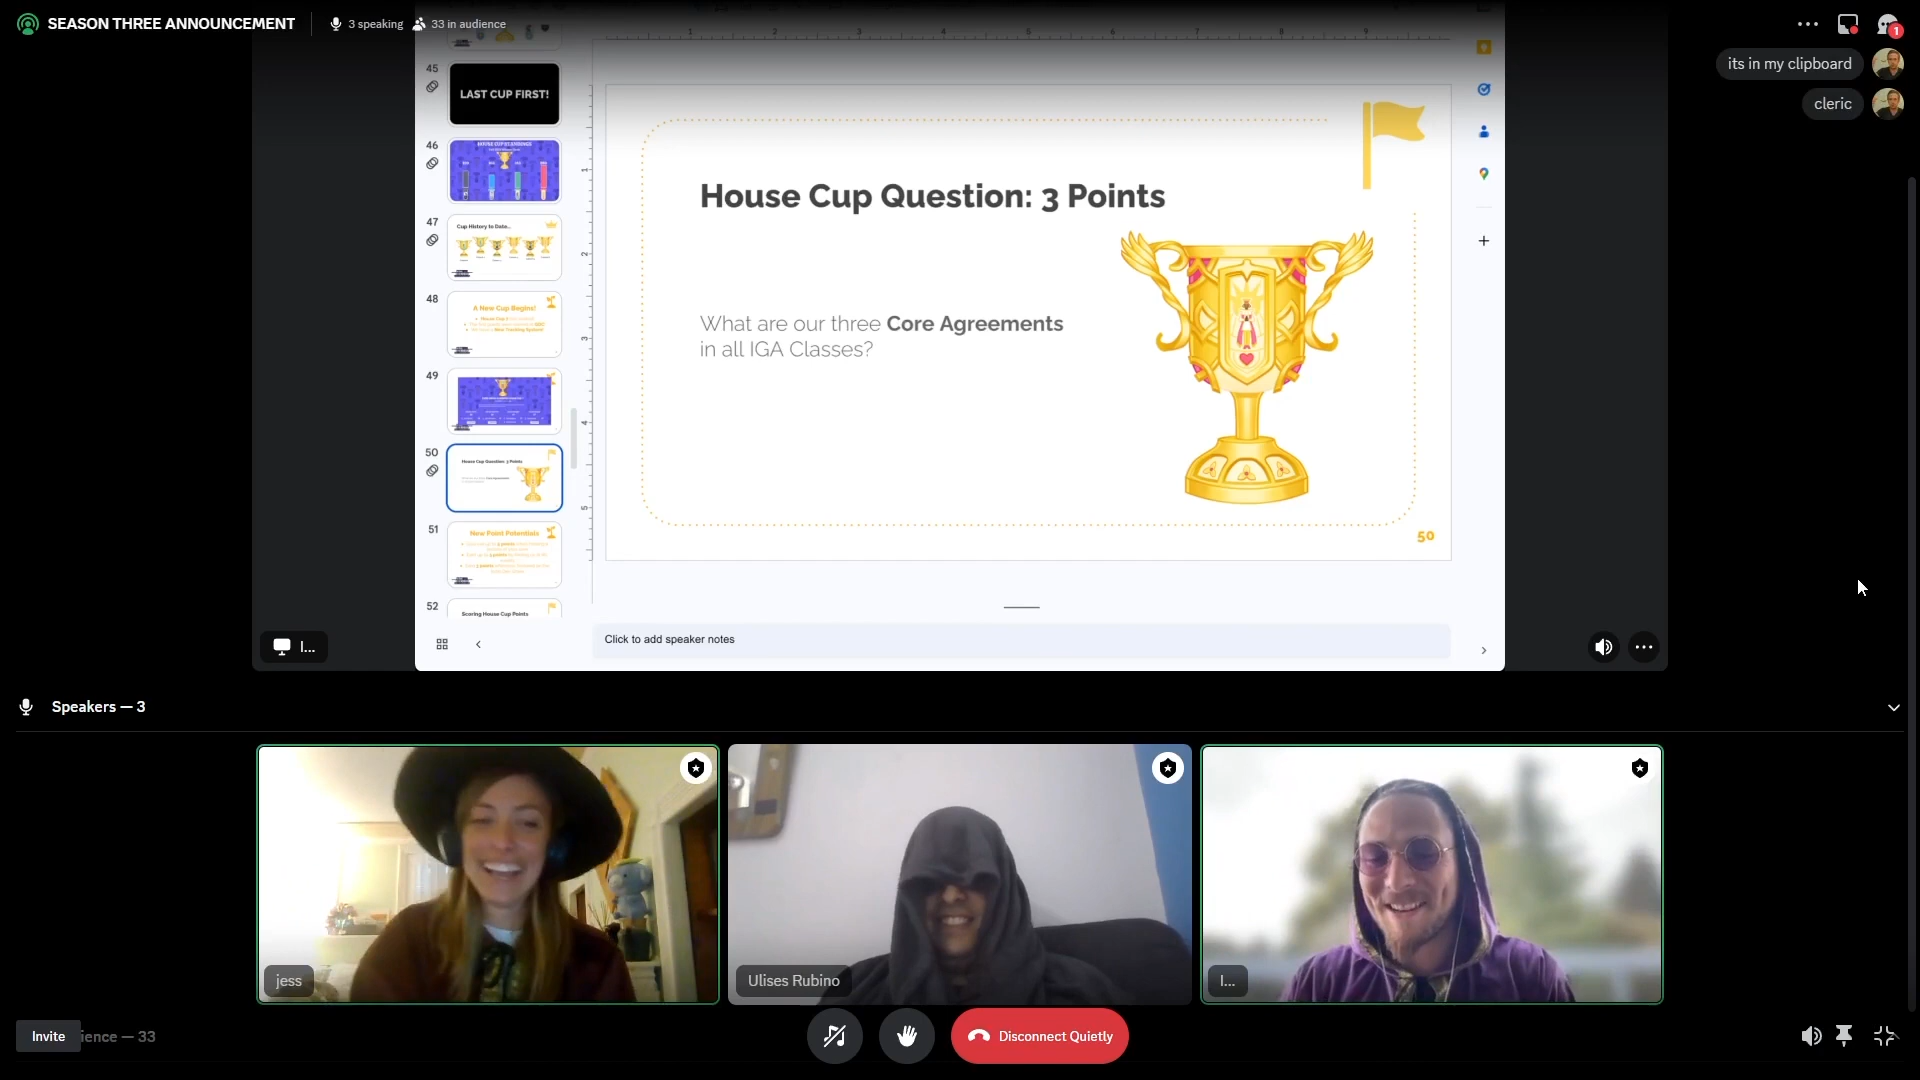 SEASON THREE ANNOUNCEMENT
3 speaking
33 in audience
1
its in my clipboard
cleric
45
LAST CUP FIRST!
46
47
Cup History to Date...
48
A New Cup Begins!
49
50
House Cup Question: 3 Points
51
New Point Potentials
52
Scoring House Cup Points
House Cup Question: 3 Points
What are our three Core Agreements
in all IGA Classes?
50
Click to add speaker notes
I...
Speakers — 3
jess
Ulises Rubino
I...
Invite
ience — 33
Disconnect Quietly